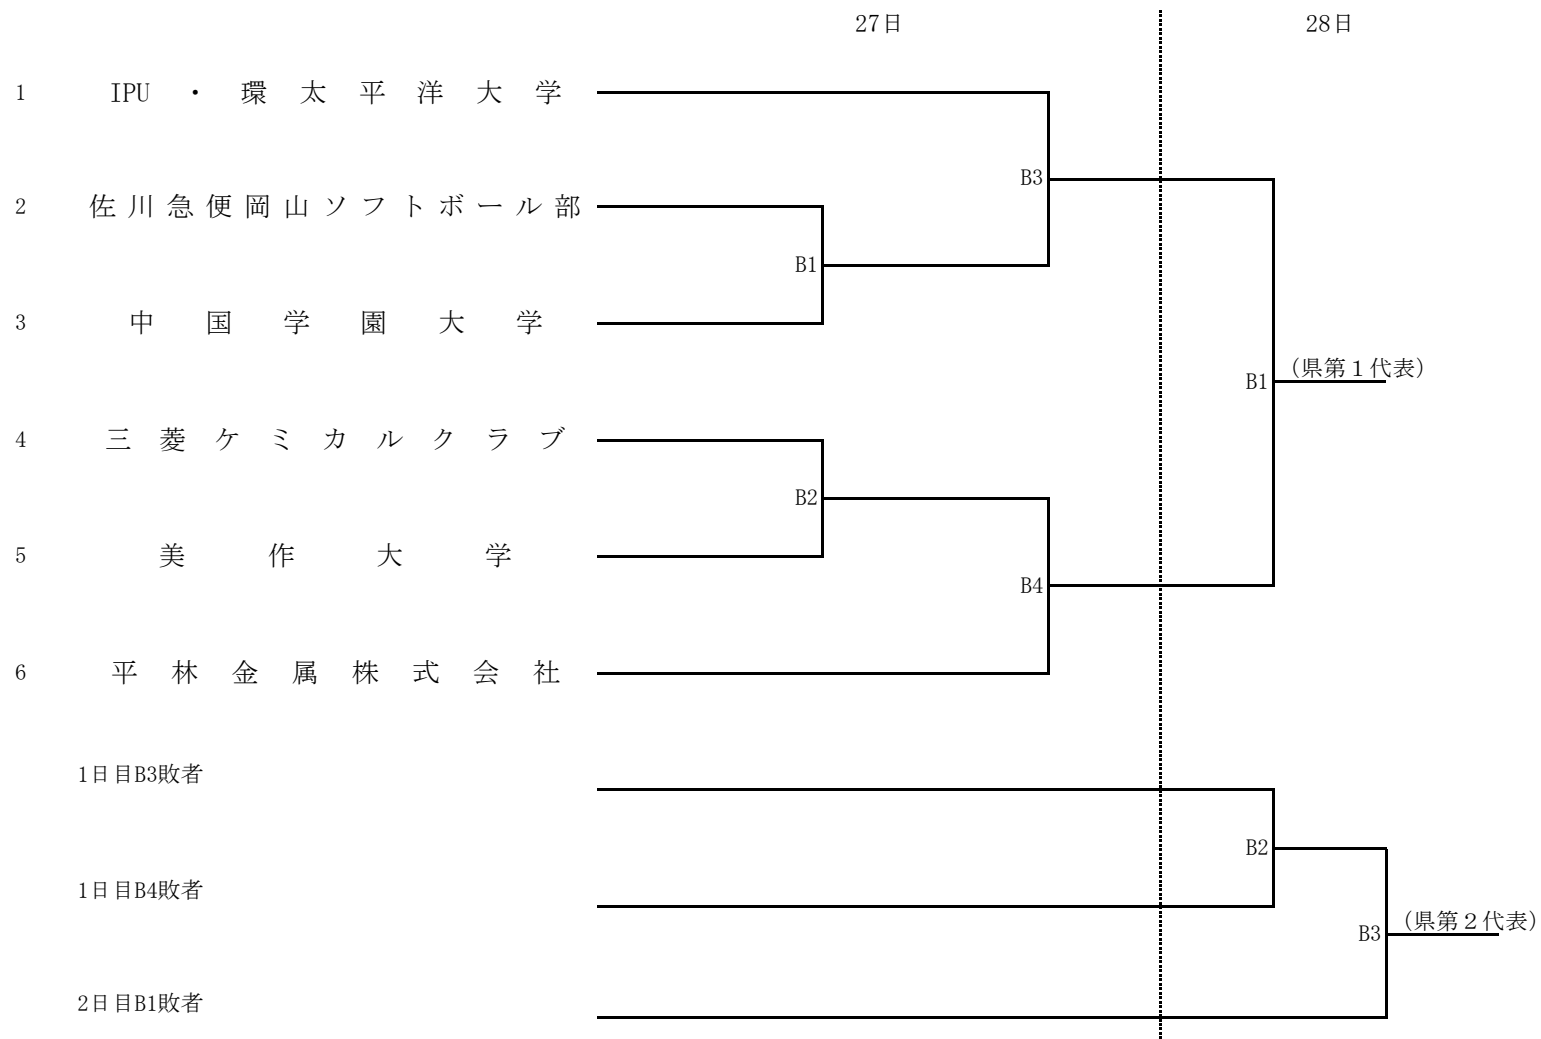 27日 28日
1 IPU・環太平洋大学
B3
2 佐川急便岡山ソフトボール部
B1
3 中国学園大学
(県第１代表)
B1
4 三菱ケミカルクラブ
B2
5 美作大学
B4
6 平林金属株式会社
1日目B3敗者
B2
1日目B4敗者
(県第２代表)
B3
2日目B1敗者